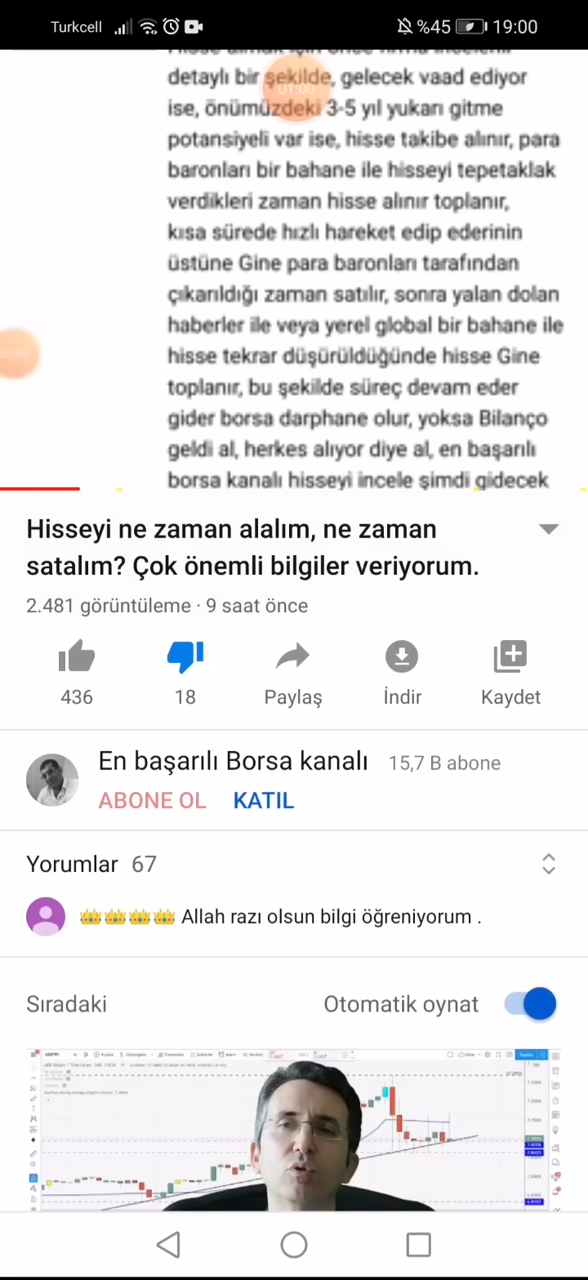 Turkcell
%45
19:00
detaylı bir şekilde, gelecek vaad ediyor
ise, önümüzdeki 3-5 yıl yukarı gitme
potansiyeli var ise, hisse takibe alınır, para
baronları bir bahane ile hisseyi tepetaklak
verdikleri zaman hisse alınır toplanır,
kısa sürede hızlı hareket edip ederinin
üstüne Gine para baronları tarafından
çıkarıldığı zaman satılır, sonra yalan dolan
haberler ile veya yerel global bir bahane ile
hisse tekrar düşürüldüğünde hisse Gine
toplanır, bu şekilde süreç devam eder
gider borsa darphane olur, yoksa Bilanço
geldi al, herkes alıyor diye al, en başarılı
borsa kanalı hisseyi incele şimdi gidecek
01:00
Hisseyi ne zaman alalım, ne zaman
satalım? Çok önemli bilgiler veriyorum.
2.481 görüntüleme · 9 saat önce
436
18
Paylaş
İndir
Kaydet
En başarılı Borsa kanalı 15,7 B abone
ABONE OL KATIL
Yorumlar 67
👑👑👑👑 Allah razı olsun bilgi öğreniyorum .
Sıradaki
Otomatik oynat